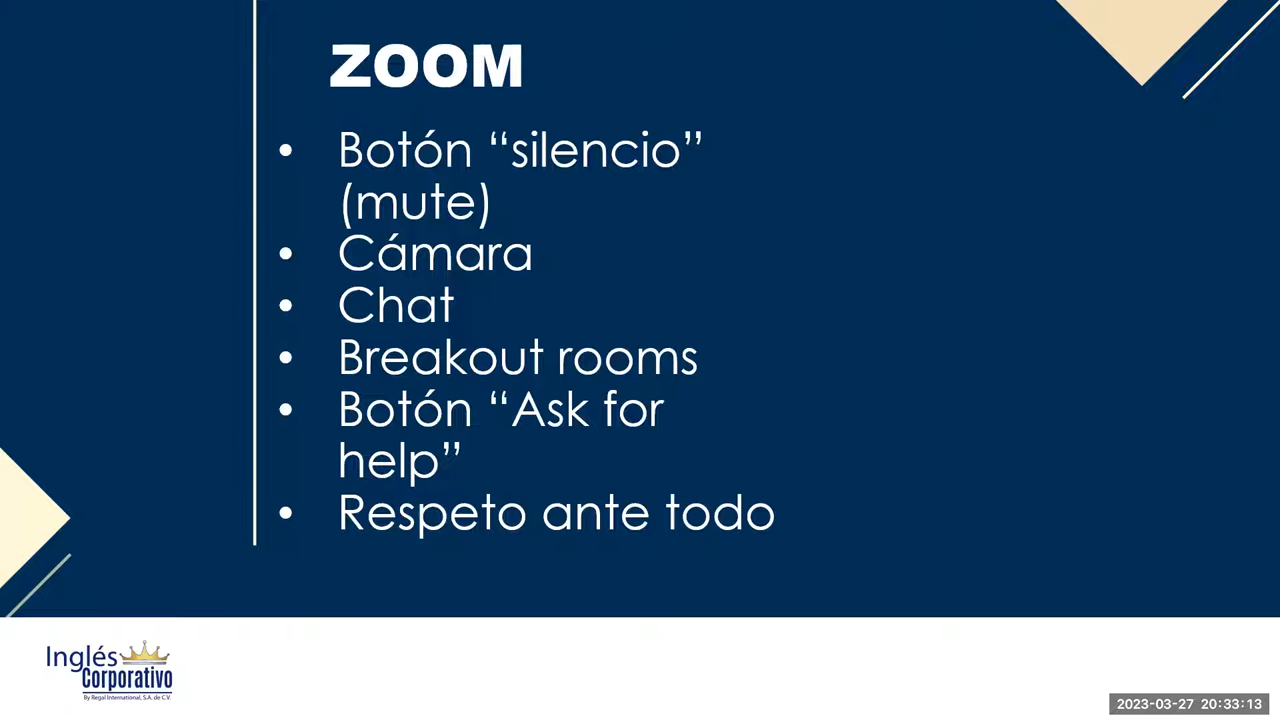 ZOOM
• Botón “silencio”
(mute)
• Cámara
• Chat
• Breakout rooms
• Botón “Ask for
help”
• Respeto ante todo
Inglés
Corporativo
By Regal International, S.A. de C.V.
2023-03-27 20:33:13